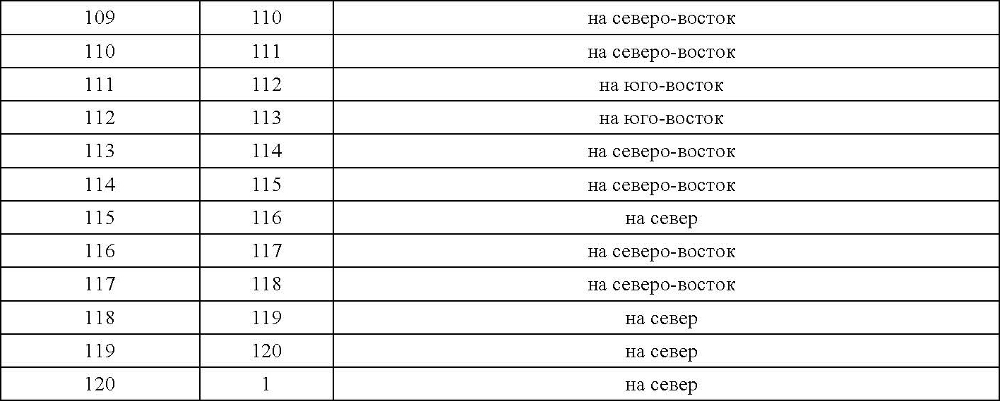 109 110 на северо-восток
110 111 на северо-восток
111 112 на юго-восток
112 113 на юго-восток
113 114 на северо-восток
114 115 на северо-восток
115 116 на север
116 117 на северо-восток
117 118 на северо-восток
118 119 на север
119 120 на север
120 1 на север